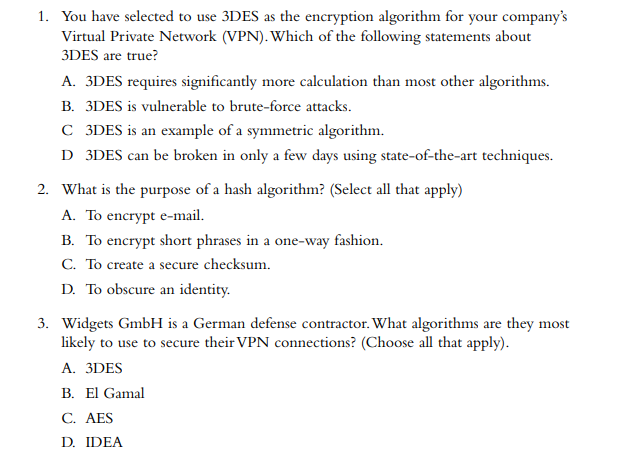 1. You have selected to use 3DES as the encryption algorithm for your company’s
Virtual Private Network (VPN). Which of the following statements about
3DES are true?
A. 3DES requires significantly more calculation than most other algorithms.
B. 3DES is vulnerable to brute-force attacks.
C 3DES is an example of a symmetric algorithm.
D 3DES can be broken in only a few days using state-of-the-art techniques.
2. What is the purpose of a hash algorithm? (Select all that apply)
A. To encrypt e-mail.
B. To encrypt short phrases in a one-way fashion.
C. To create a secure checksum.
D. To obscure an identity.
3. Widgets GmbH is a German defense contractor. What algorithms are they most
likely to use to secure their VPN connections? (Choose all that apply).
A. 3DES
B. El Gamal
C. AES
D. IDEA